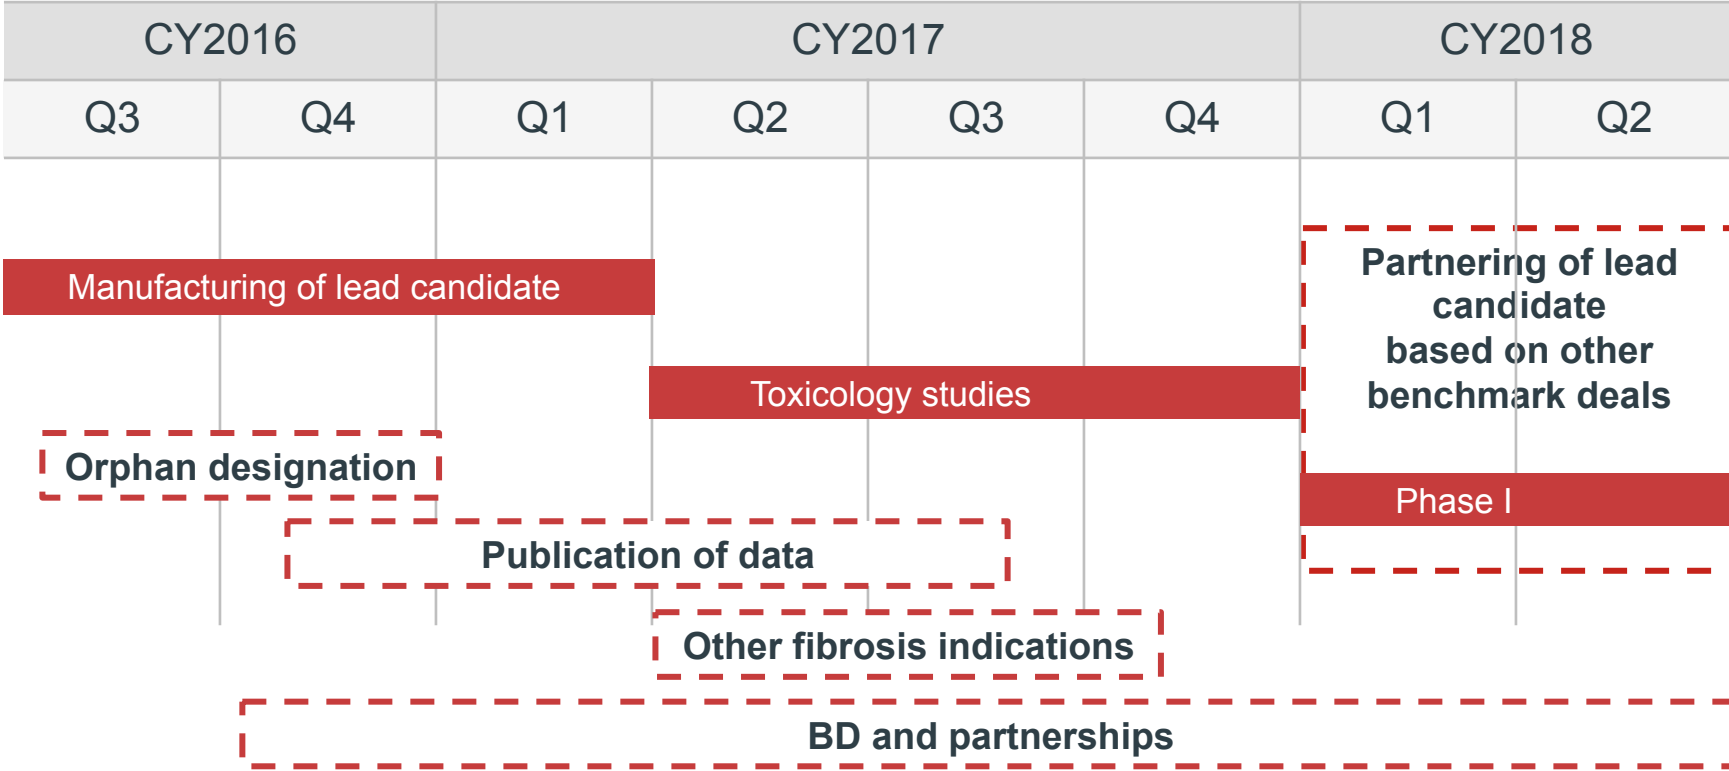 CY2016 CY2017 CY2018
Q3 Q4 Q1 Q2 Q3 Q4 Q1 Q2
Partnering of lead
candidate
based on other
benchmark deals
Manufacturing of lead candidate
Toxicology studies
Orphan designation
Phase I
Publication of data
Other fibrosis indications
BD and partnerships